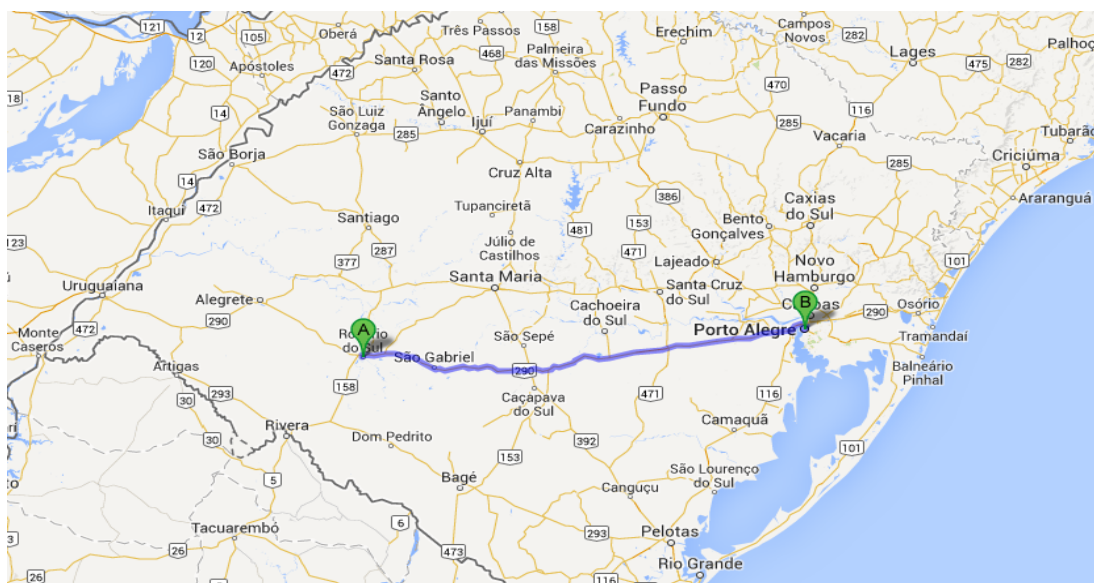 121
12
105
Oberá
Três Passos
158
Erechim
Campos
Novos
282
Lages
475
282
Palhoç
120
Apóstoles
472
Santa Rosa
468
Palmeira
das Missões
470
116
18
14
São Luiz
Gonzaga
Santo
Ângelo
Ijuí
Panambi
285
Carazinho
Passo
Fundo
285
Vacaria
285
Tubarão
Criciúma
São Borja
14
472
Itaqui
Cruz Alta
386
Caxias
do Sul
Araranguá
123
Santiago
Tupanciretã
Júlio de
Castilhos
481
153
471
Bento
Gonçalves
101
287
377
Uruguaiana
Alegrete
290
Santa Maria
Lajeado
Santa Cruz
do Sul
Novo
Hamburgo
Cachoeira
do Sul
B
Porto Alegre
290
Osório
Tramandaí
Monte
Caseros
472
A
do Sul
São Gabriel
São Sepé
290
Artigas
158
Caçapava
do Sul
471
116
Balneário
Pinhal
293
30
30
Rivera
Dom Pedrito
392
Camaquã
101
153
Bagé
São Lourenço
do Sul
Canguçu
5
Tacuarembó
6
26
26
473
293
Pelotas
116
Rio Grande